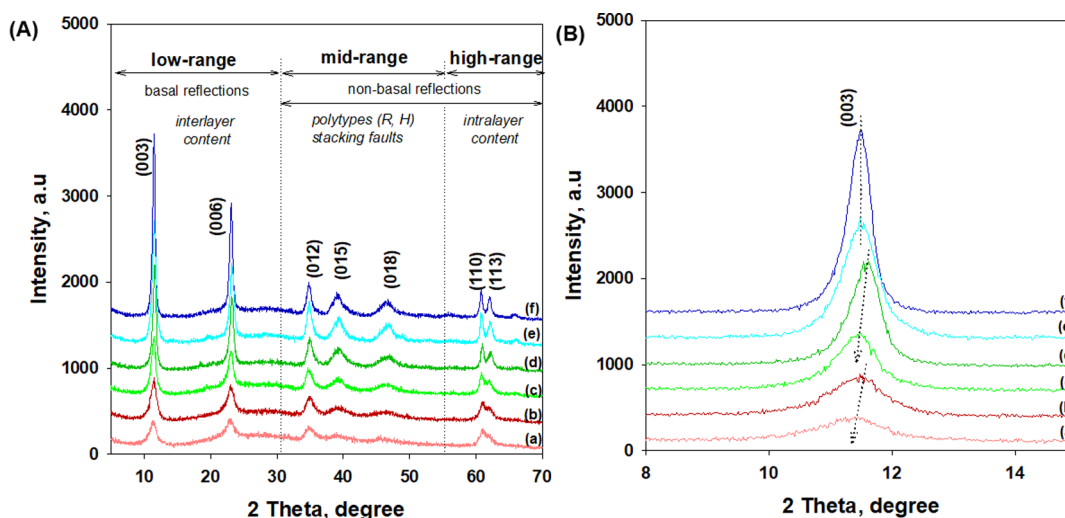 (A)
5000
4000
3000
2000
1000
0
Intensity, a.u
low-range
mid-range
high-range
basal reflections
non-basal reflections
interlayer
content
polytypes (R, H)
stacking faults
intralayer
content
(003)
(006)
(012)
(015)
(018)
(110)
(113)
(f)
(e)
(d)
(c)
(b)
(a)
10
20
30
40
50
60
70
2 Theta, degree
(B)
5000
4000
3000
2000
1000
0
Intensity, a.u
(003)
8
10
12
14
2 Theta, degree